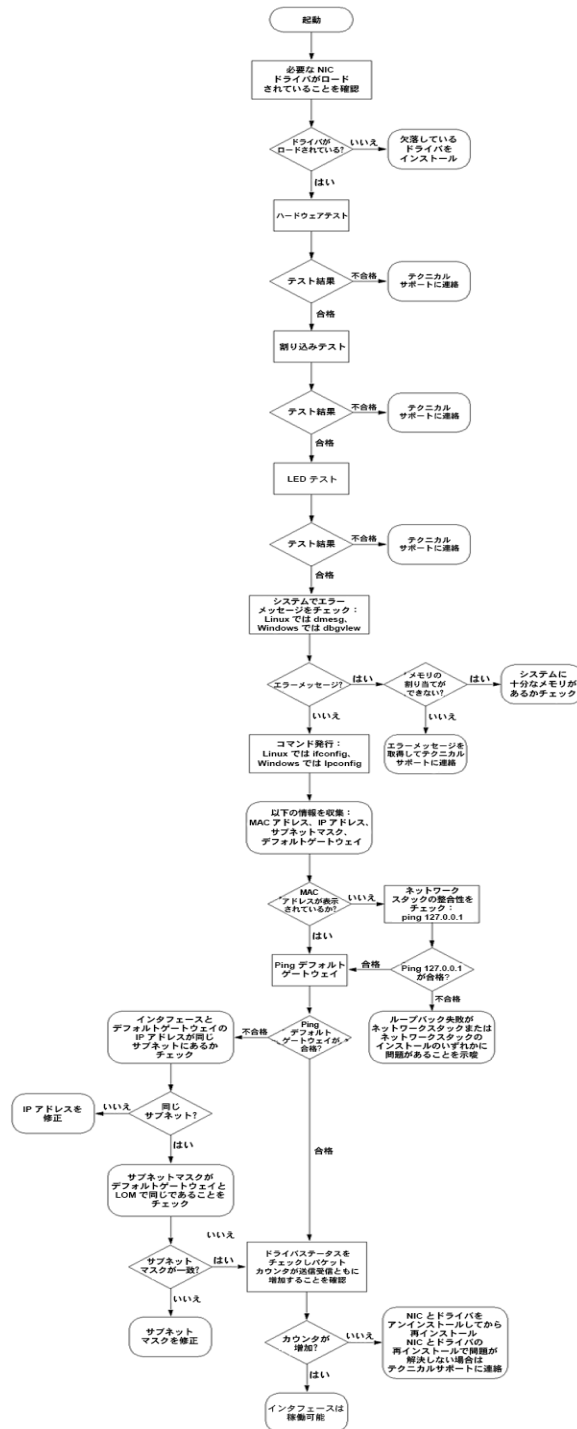 起動
必要な NIC
ドライバがロード
されていることを確認
ドライバが
ロードされている?
いいえ
欠落している
ドライバを
インストール
はい
ハードウェアテスト
テスト結果
不合格
テクニカル
サポートに連絡
合格
割り込みテスト
テスト結果
不合格
テクニカル
サポートに連絡
合格
LED テスト
テスト結果
不合格
テクニカル
サポートに連絡
合格
システムでエラー
メッセージをチェック：
Linux では dmesg、
Windows では dbgview
エラーメッセージ?
はい
メモリの
割り当てが
できない?
はい
システムに
十分なメモリが
あるかチェック
いいえ
いいえ
エラーメッセージを
取得してテクニカル
サポートに連絡
コマンド発行：
Linux では ifconfig、
Windows では Ipconfig
以下の情報を収集：
MAC アドレス、IP アドレス、
サブネットマスク、
デフォルトゲートウェイ
MAC
アドレスが表示
されているか?
いいえ
ネットワーク
スタックの整合性を
チェック：
ping 127.0.0.1
はい
Ping デフォルト
ゲートウェイ
合格
Ping 127.0.0.1
が合格?
不合格
ループバック失敗が
ネットワークスタックまたは
ネットワークスタックの
インストールのいずれかに
問題があることを示唆
Ping
デフォルト
ゲートウェイが
合格?
不合格
インタフェースと
デフォルトゲートウェイの
IP アドレスが同じ
サブネットにあるか
チェック
同じ
サブネット?
いいえ
IP アドレスを
修正
はい
合格
サブネットマスクが
デフォルトゲートウェイと
LOM で同じであることを
チェック
いいえ
サブネット
マスクが一致?
はい
ドライバステータスを
チェックしパケット
カウンタが送信受信ともに
増加することを確認
いいえ
サブネット
マスクを修正
カウンタが
増加?
いいえ
NIC とドライバを
アンインストールしてから
再インストール
NIC とドライバの
再インストールで問題が
解決しない場合は
テクニカルサポートに連絡
はい
インタフェースは
稼働可能